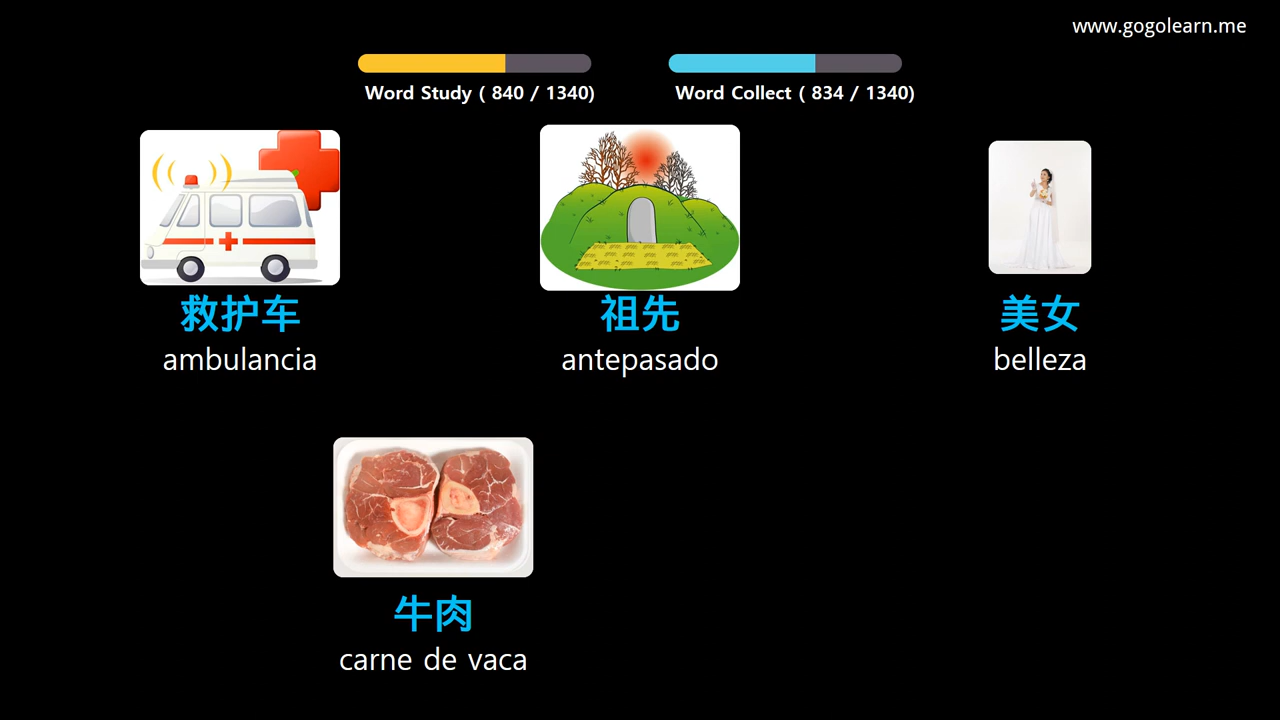 www.gogolearn.me
Word Study ( 840 / 1340)
Word Collect ( 834 / 1340)
救护车
ambulancia
祖先
antepasado
美女
belleza
牛肉
carne de vaca